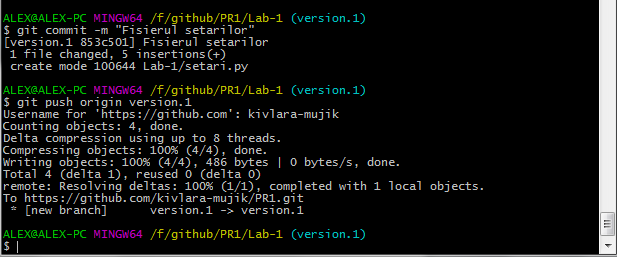 ALEX@ALEX-PC MINGW64 /f/github/PR1/Lab-1 (version.1)
$ git commit -m "Fisierul setarilor"
[version.1 853c501] Fisierul setarilor
 1 file changed, 5 insertions(+)
 create mode 100644 Lab-1/setari.py
ALEX@ALEX-PC MINGW64 /f/github/PR1/Lab-1 (version.1)
$ git push origin version.1
Username for 'https://github.com': kivlara-mujik
Counting objects: 4, done.
Delta compression using up to 8 threads.
Compressing objects: 100% (4/4), done.
Writing objects: 100% (4/4), 486 bytes | 0 bytes/s, done.
Total 4 (delta 1), reused 0 (delta 0)
remote: Resolving deltas: 100% (1/1), completed with 1 local objects.
To https://github.com/kivlara-mujik/PR1.git
 * [new branch]      version.1 -> version.1
ALEX@ALEX-PC MINGW64 /f/github/PR1/Lab-1 (version.1)
$